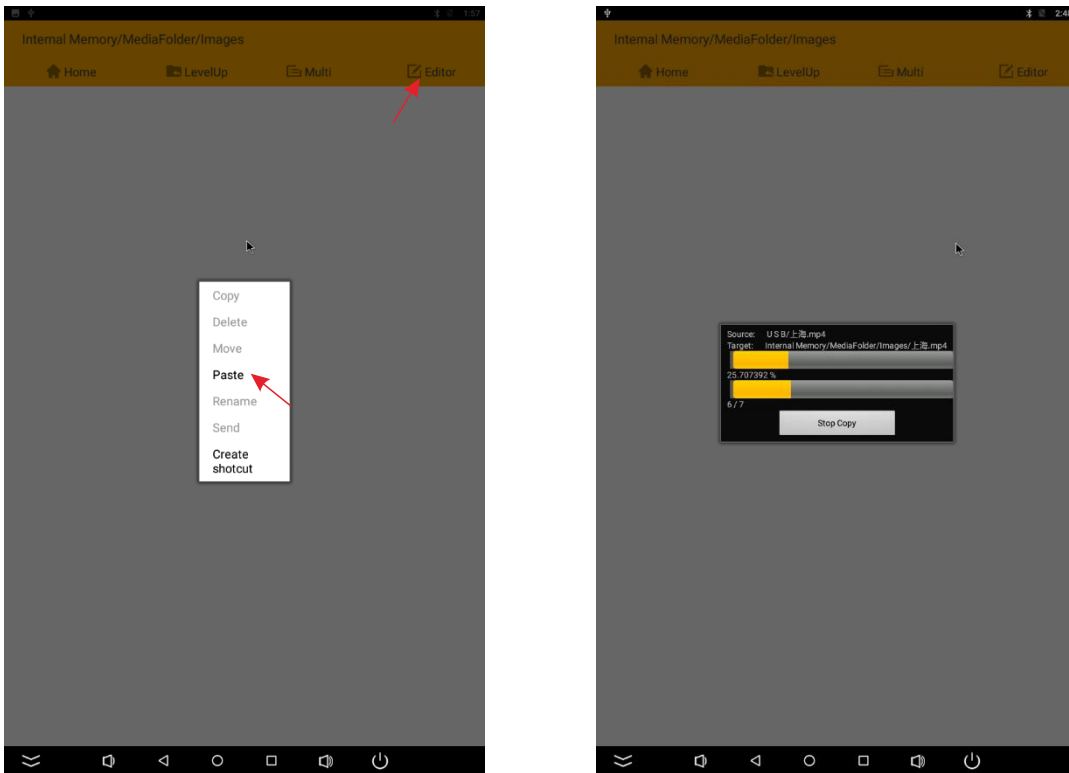 1:57
Internal Memory/MediaFolder/Images
Home LevelUp Multi Editor
Copy
Delete
Move
Paste
Rename
Send
Create
shotcut
Internal Memory/MediaFolder/Images
Home LevelUp Multi Editor
Source: USB/上海.mp4
Target: Internal Memory/MediaFolder/Images/上海.mp4
25.707392 %
6 / 7
Stop Copy